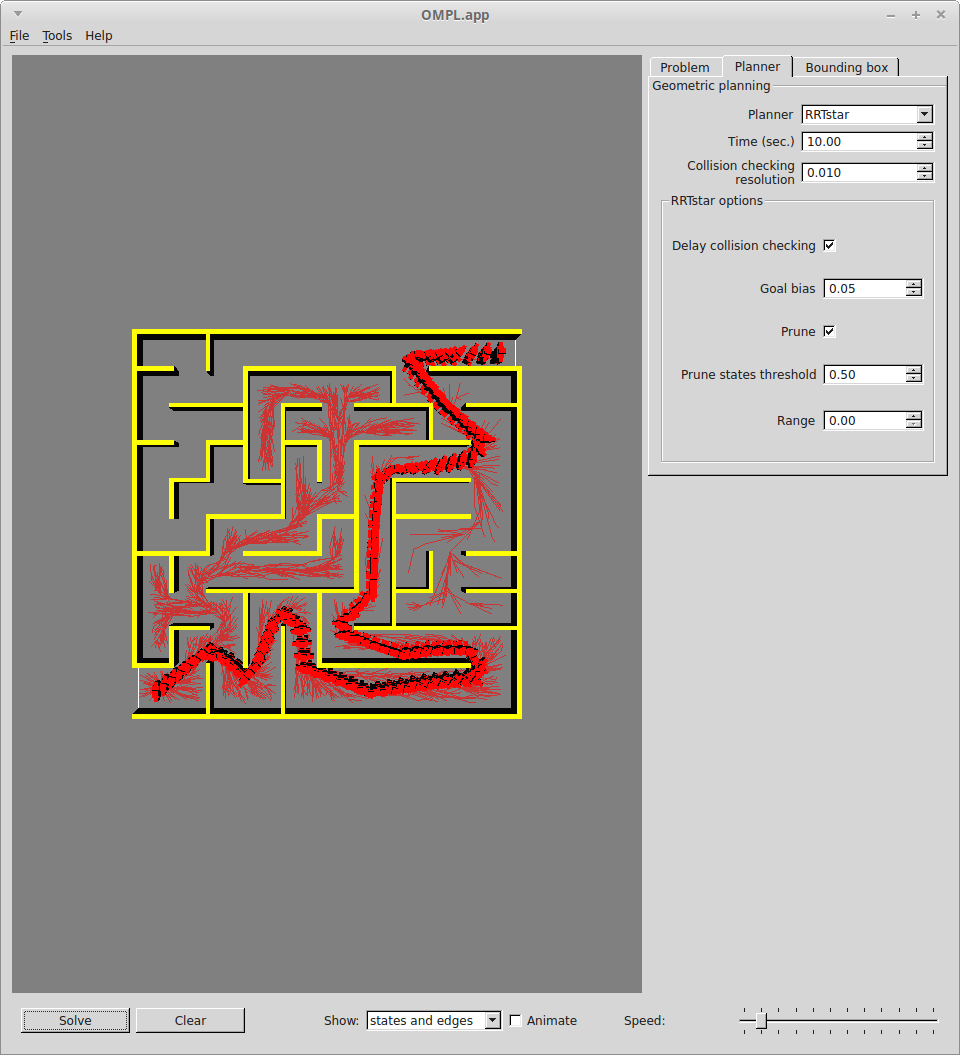 OMPL.app
File Tools Help
Problem Planner Bounding box
Geometric planning
Planner RRTstar
Time (sec.) 10.00
Collision checking
resolution 0.010
RRTstar options
Delay collision checking
Goal bias 0.05
Prune
Prune states threshold 0.50
Range 0.00
Solve Clear Show: states and edges Animate Speed: